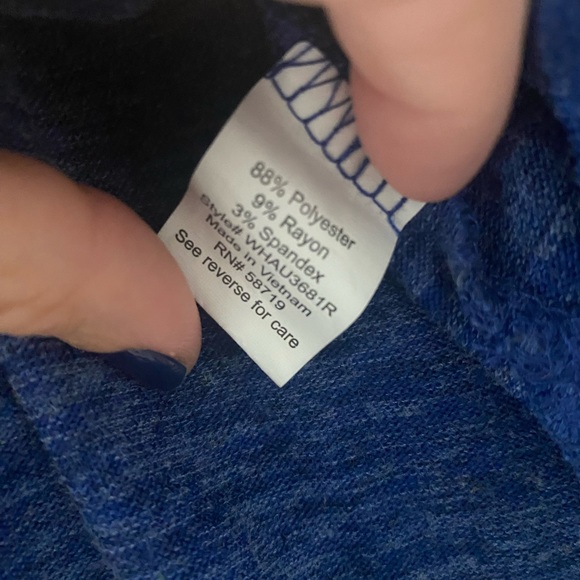 88% Polyester
9% Rayon
3% Spandex
Style# WHAU3681R
Made in Vietnam
RN# 58719
See reverse for care